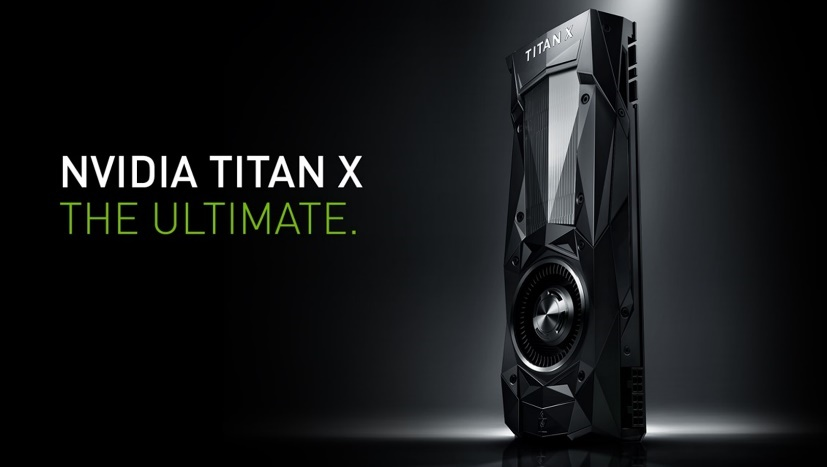 NVIDIA TITAN X
THE ULTIMATE.
TITAN X